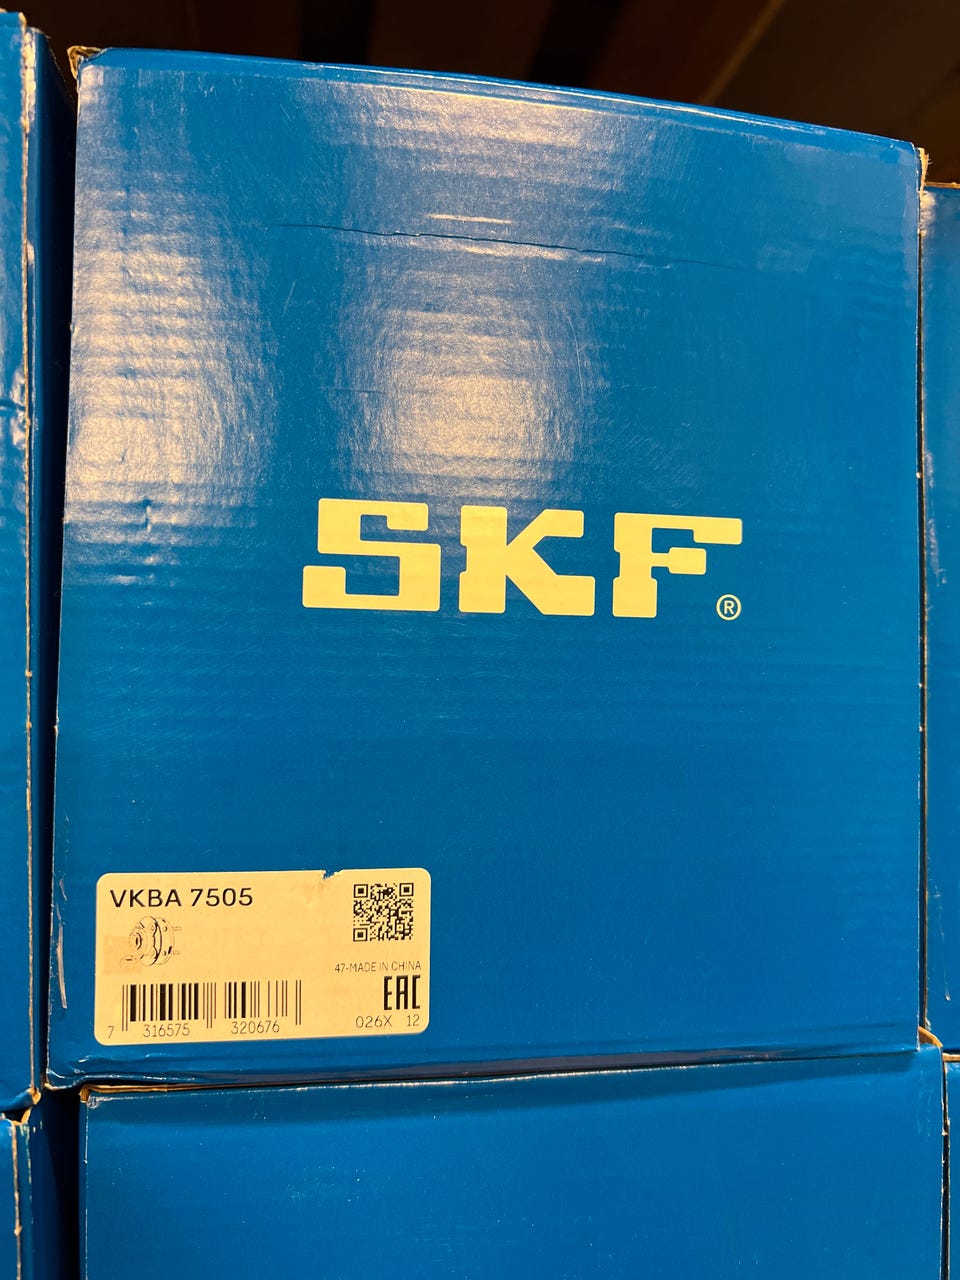 SKF®
VKBA 7505
47-MADE IN CHINA
EAC
7 316575 320676
026X 12